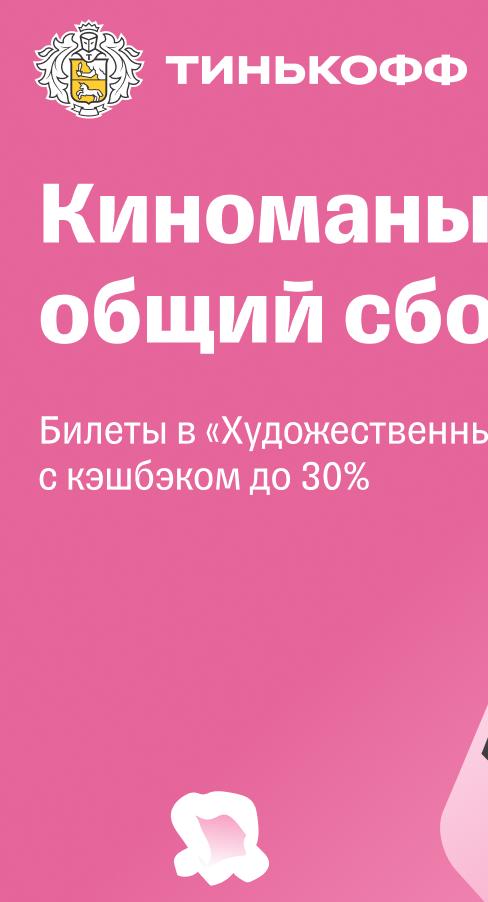 ТИНЬКОФФ
Киноманы
общий сбо
Билеты в «Художественны
с кэшбэком до 30%